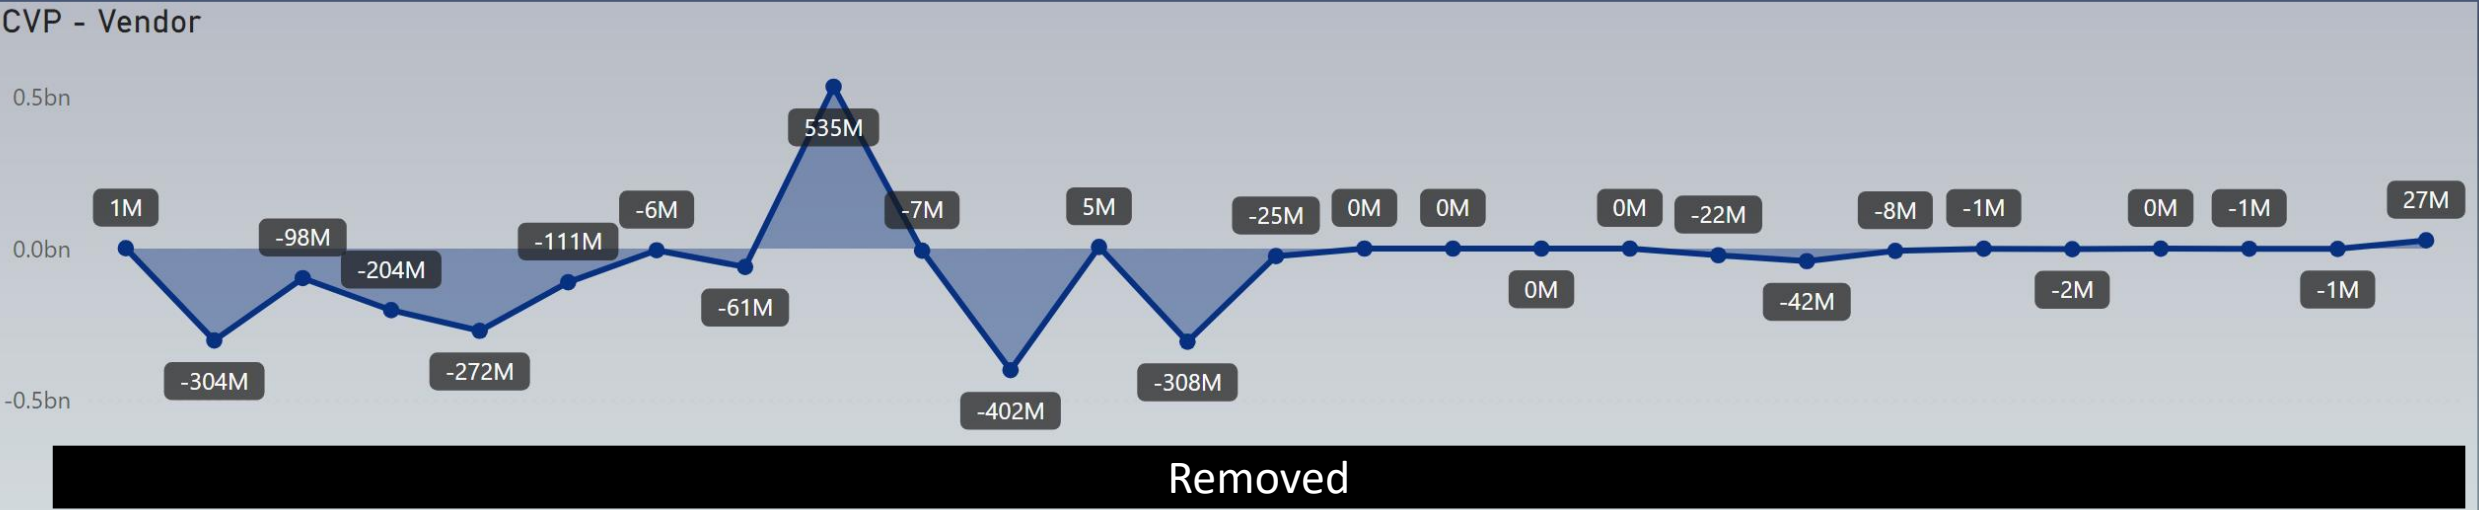 CVP - Vendor
0.5bn
0.0bn
-0.5bn
1M
-304M
-98M
-204M
-272M
-111M
-6M
-61M
535M
-7M
-402M
5M
-308M
-25M
0M
0M
0M
0M
-22M
-42M
-8M
-1M
-2M
0M
-1M
-1M
27M
Removed